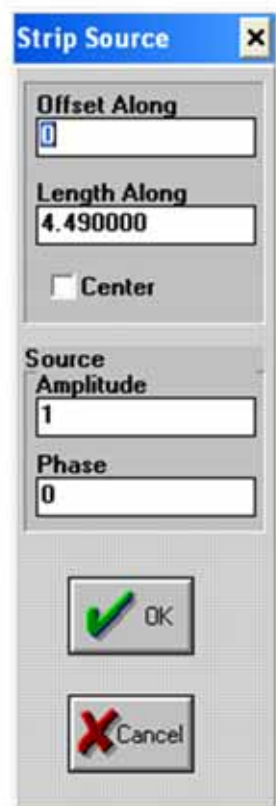 Strip Source
Offset Along
0
Length Along
4.490000
Center
Source
Amplitude
1
Phase
0
OK
Cancel